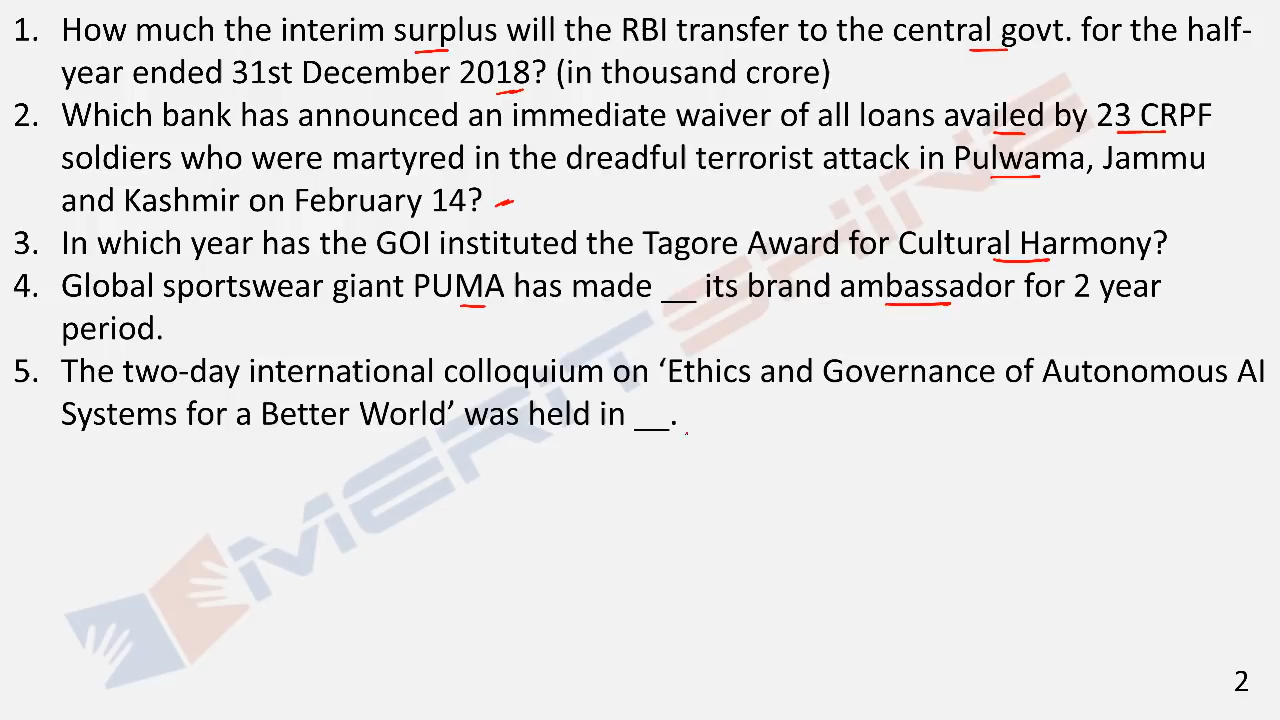 1. How much the interim surplus will the RBI transfer to the central govt. for the half-
year ended 31st December 2018? (in thousand crore)
2. Which bank has announced an immediate waiver of all loans availed by 23 CRPF
soldiers who were martyred in the dreadful terrorist attack in Pulwama, Jammu
and Kashmir on February 14?
3. In which year has the GOI instituted the Tagore Award for Cultural Harmony?
4. Global sportswear giant PUMA has made __ its brand ambassador for 2 year
period.
5. The two-day international colloquium on ‘Ethics and Governance of Autonomous AI
Systems for a Better World’ was held in __.
MERITSHINE
2